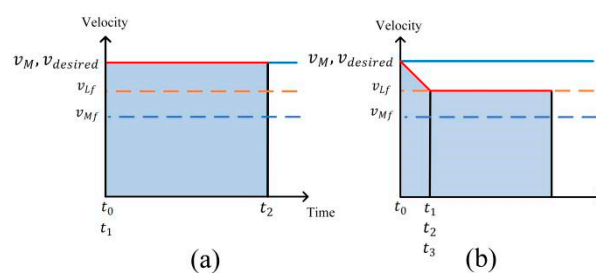 Velocity
v_M, v_desired
v_Lf
v_Mf
t_0
t_1
t_2
Time
(a)
Velocity
v_M, v_desired
v_Lf
v_Mf
t_0
t_1
t_2
t_3
(b)